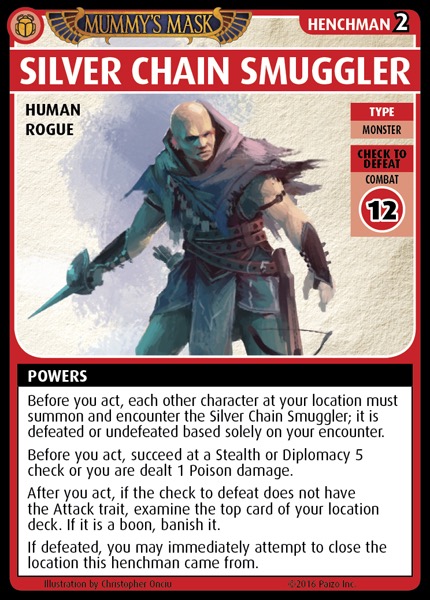 MUMMY'S MASK
HENCHMAN 2
SILVER CHAIN SMUGGLER
HUMAN
ROGUE
TYPE
MONSTER
CHECK TO
DEFEAT
COMBAT
12
POWERS
Before you act, each other character at your location must
summon and encounter the Silver Chain Smuggler; it is
defeated or undefeated based solely on your encounter.
Before you act, succeed at a Stealth or Diplomacy 5
check or you are dealt 1 Poison damage.
After you act, if the check to defeat does not have
the Attack trait, examine the top card of your location
deck. If it is a boon, banish it.
If defeated, you may immediately attempt to close the
location this henchman came from.
Illustration by Christopher Onciu
©2016 Paizo Inc.